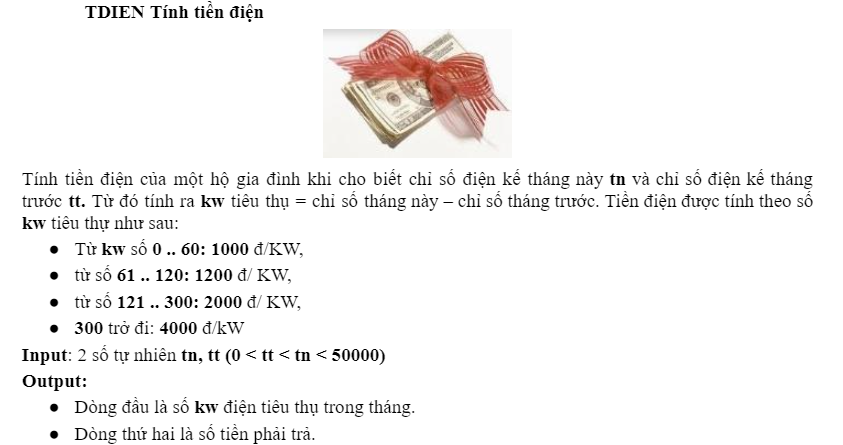 TDIEN Tính tiền điện
Tính tiền điện của một hộ gia đình khi cho biết chỉ số điện kế tháng này tn và chỉ số điện kế tháng
trước tt. Từ đó tính ra kw tiêu thụ = chỉ số tháng này – chỉ số tháng trước. Tiền điện được tính theo số
kw tiêu thự như sau:
● Từ kw số 0 .. 60: 1000 đ/KW,
● từ số 61 .. 120: 1200 đ/ KW,
● từ số 121 .. 300: 2000 đ/ KW,
● 300 trở đi: 4000 đ/kW
Input: 2 số tự nhiên tn, tt (0 < tt < tn < 50000)
Output:
● Dòng đầu là số kw điện tiêu thụ trong tháng.
● Dòng thứ hai là số tiền phải trả.